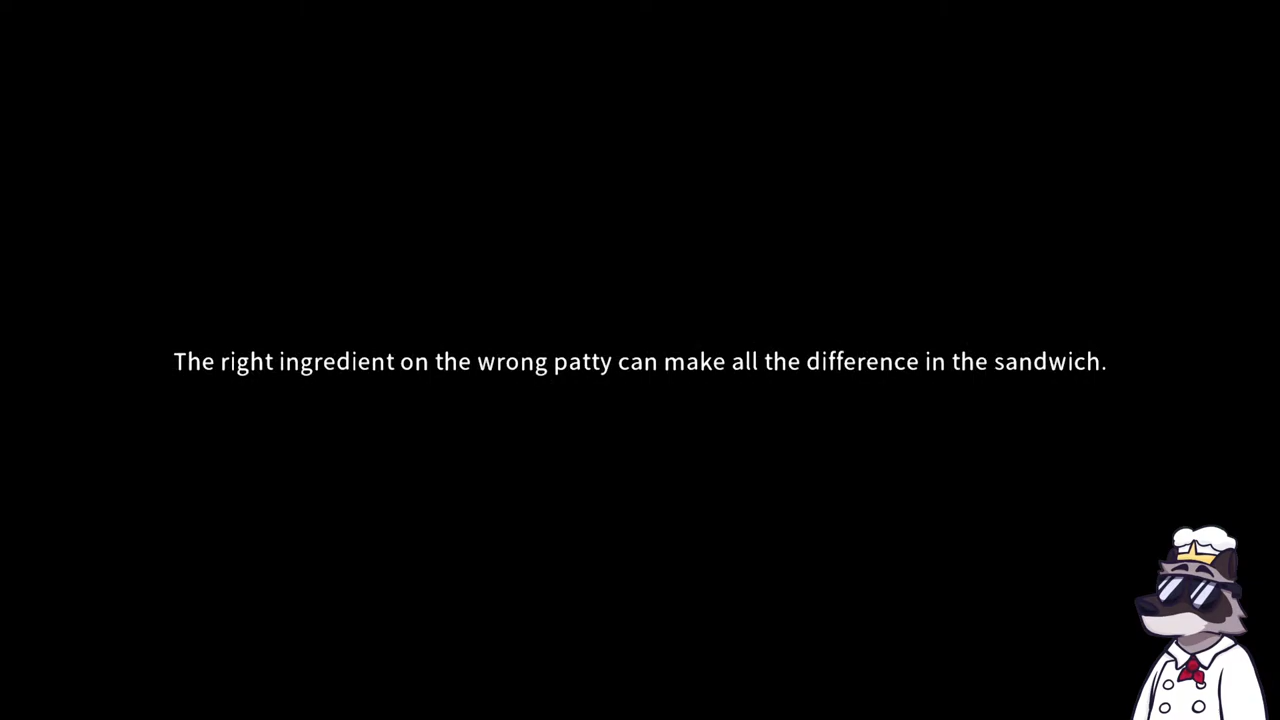 The right ingredient on the wrong patty can make all the difference in the sandwich.